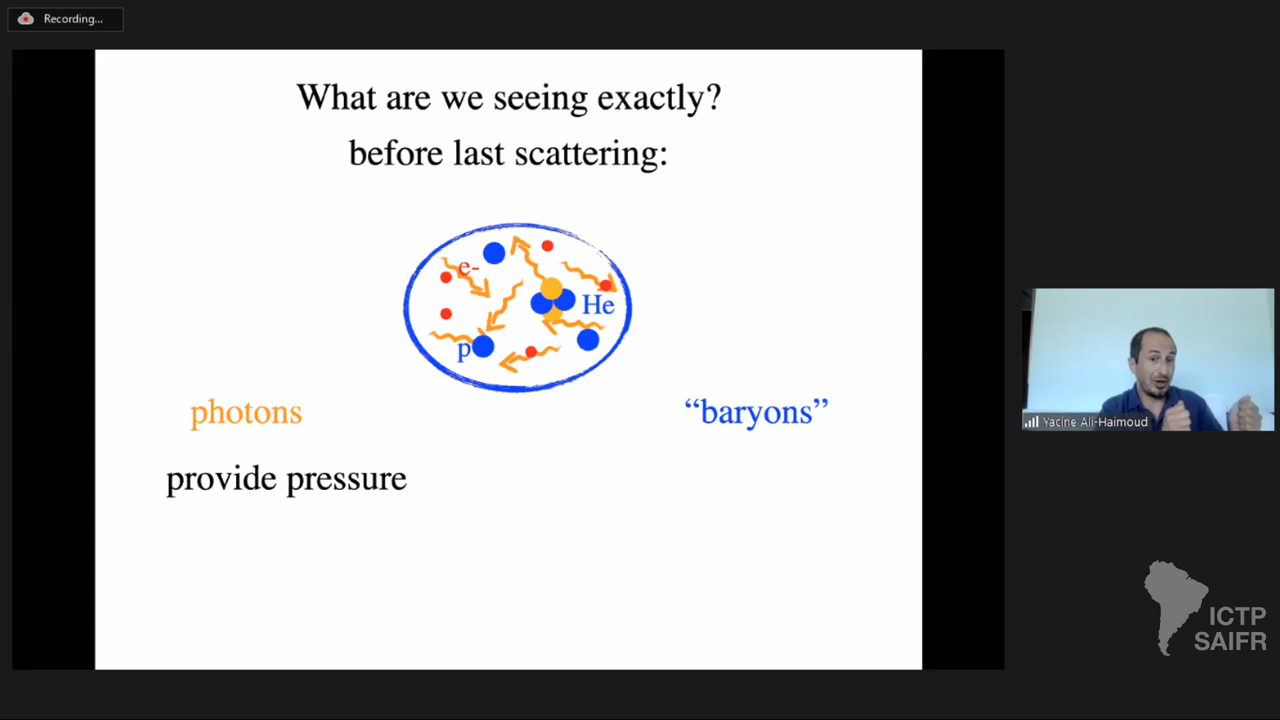 Recording...
What are we seeing exactly?
before last scattering:
e-
He
p
photons
“baryons”
provide pressure
Yacine Ali-Haimoud
ICTP
SAIFR